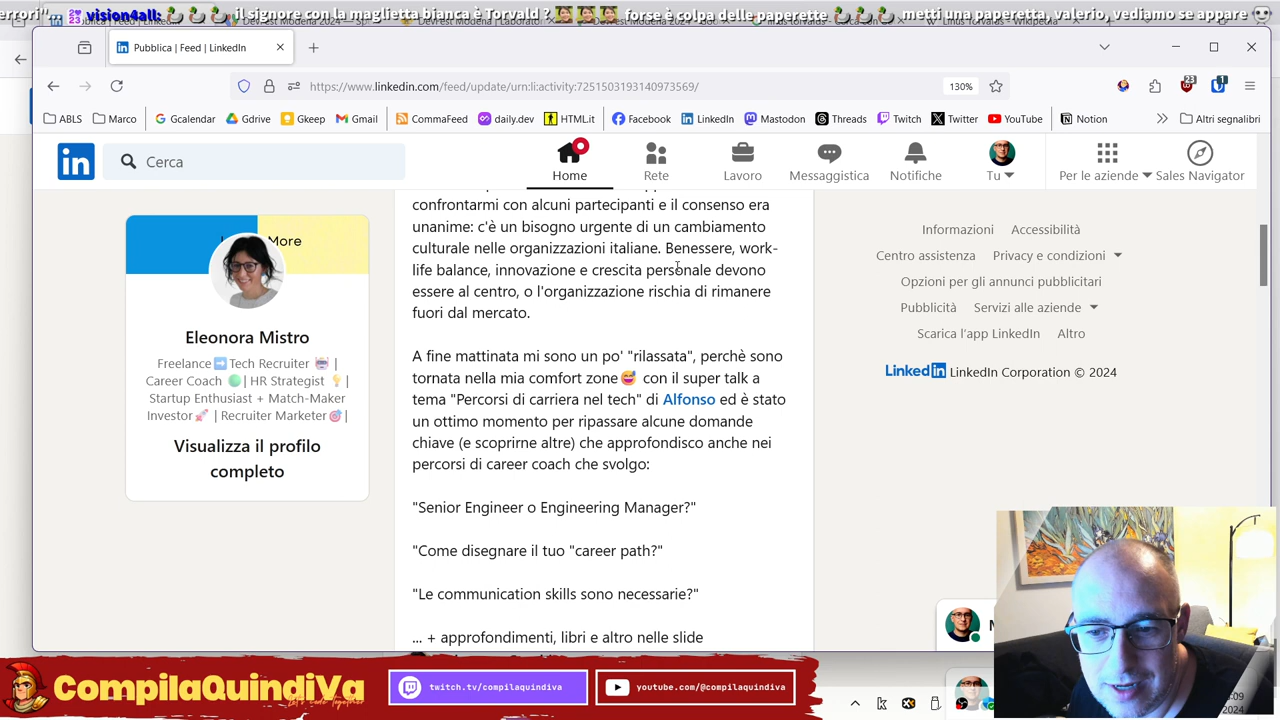 errori") vision4all: il signore con la maglietta bianca è Torvald ? forse è colpa delle paperette metti una paperetta, valerio, vediamo se appare
Pubblica | Feed | LinkedIn
https://www.linkedin.com/feed/update/urn:li:activity:7251503193140973569/
130%
23
1
ABLS
Marco
Gcalendar
Gdrive
Gkeep
Gmail
CommaFeed
daily.dev
HTML.it
Facebook
LinkedIn
Mastodon
Threads
Twitch
Twitter
YouTube
Notion
Altri segnalibri
in
Cerca
Home
Rete
Lavoro
Messaggistica
Notifiche
Tu
Per le aziende
Sales Navigator
More
Eleonora Mistro
Freelance Tech Recruiter |
Career Coach | HR Strategist |
Startup Enthusiast + Match-Maker
Investor | Recruiter Marketer |
Visualizza il profilo
completo
confrontarmi con alcuni partecipanti e il consenso era
unanime: c'è un bisogno urgente di un cambiamento
culturale nelle organizzazioni italiane. Benessere, work-
life balance, innovazione e crescita personale devono
essere al centro, o l'organizzazione rischia di rimanere
fuori dal mercato.
A fine mattinata mi sono un po' "rilassata", perchè sono
tornata nella mia comfort zone con il super talk a
tema "Percorsi di carriera nel tech" di Alfonso ed è stato
un ottimo momento per ripassare alcune domande
chiave (e scoprirne altre) che approfondisco anche nei
percorsi di career coach che svolgo:
"Senior Engineer o Engineering Manager?"
"Come disegnare il tuo "career path?"
"Le communication skills sono necessarie?"
... + approfondimenti, libri e altro nelle slide
Informazioni
Accessibilità
Centro assistenza
Privacy e condizioni
Opzioni per gli annunci pubblicitari
Pubblicità
Servizi alle aziende
Scarica l'app LinkedIn
Altro
Linked in LinkedIn Corporation © 2024
CompilaQuindiVa
Let's Code Together
twitch.tv/compilaquindiva
youtube.com/@compilaquindiva
2024